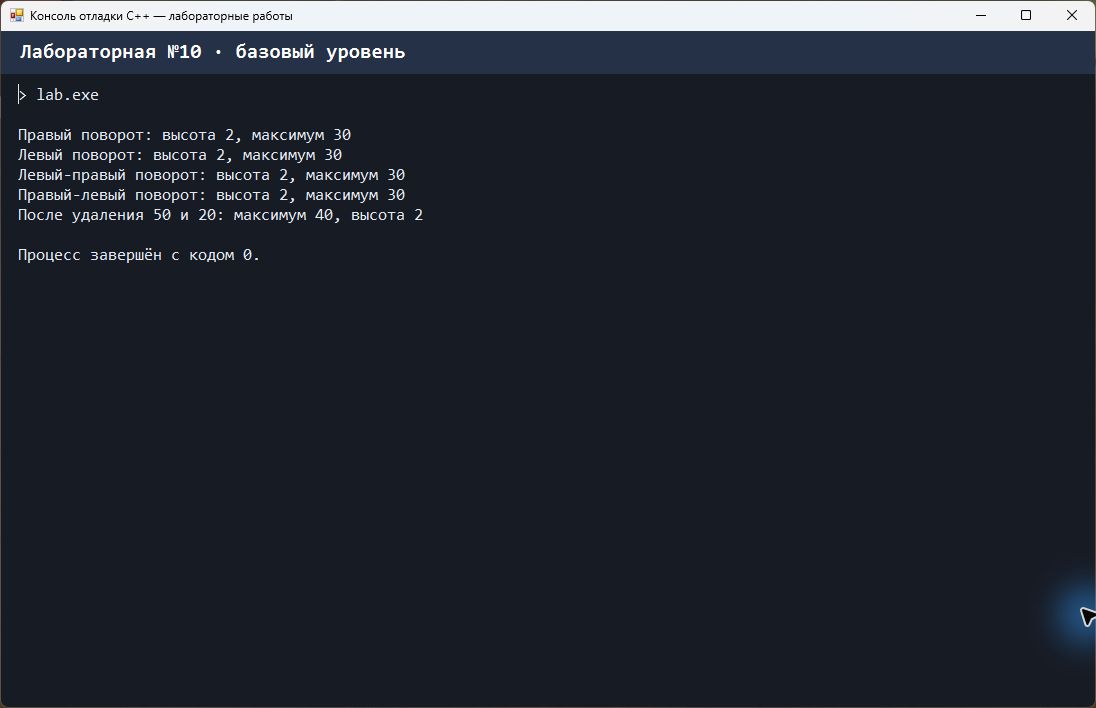 Консоль отладки C++ — лабораторные работы
Лабораторная №10 · базовый уровень
> lab.exe
Правый поворот: высота 2, максимум 30
Левый поворот: высота 2, максимум 30
Левый-правый поворот: высота 2, максимум 30
Правый-левый поворот: высота 2, максимум 30
После удаления 50 и 20: максимум 40, высота 2
Процесс завершён с кодом 0.